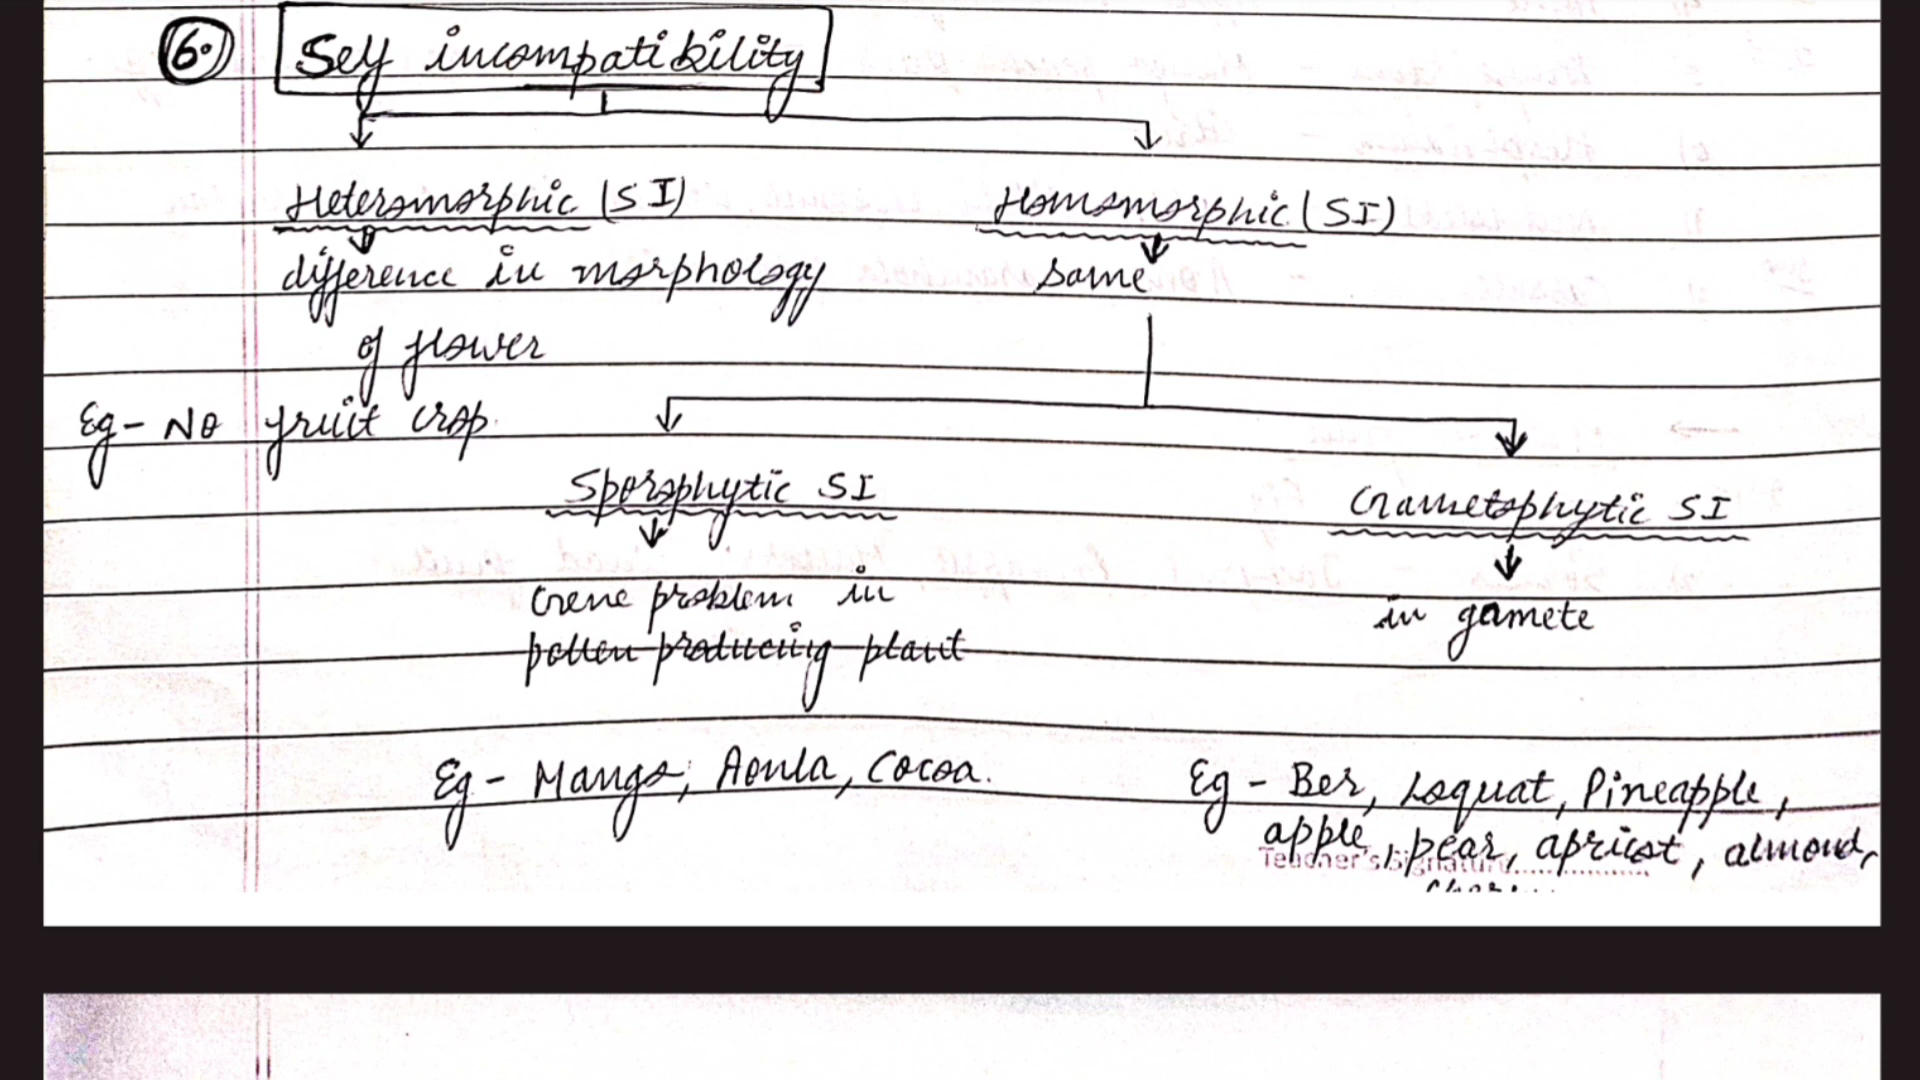 6.
Self incompatibility
Heteromorphic (SI)
Homomorphic (SI)
difference in morphology
same
of flower
Eg- No fruit crop.
Sporophytic SI
Gametophytic SI
Gene problem in
in gamete
pollen producing plant
Eg - Mango, Aonla, Cocoa.
Eg - Ber, Loquat, Pineapple,
apple, pear, apricot, almond,
Teacher's Signature..................